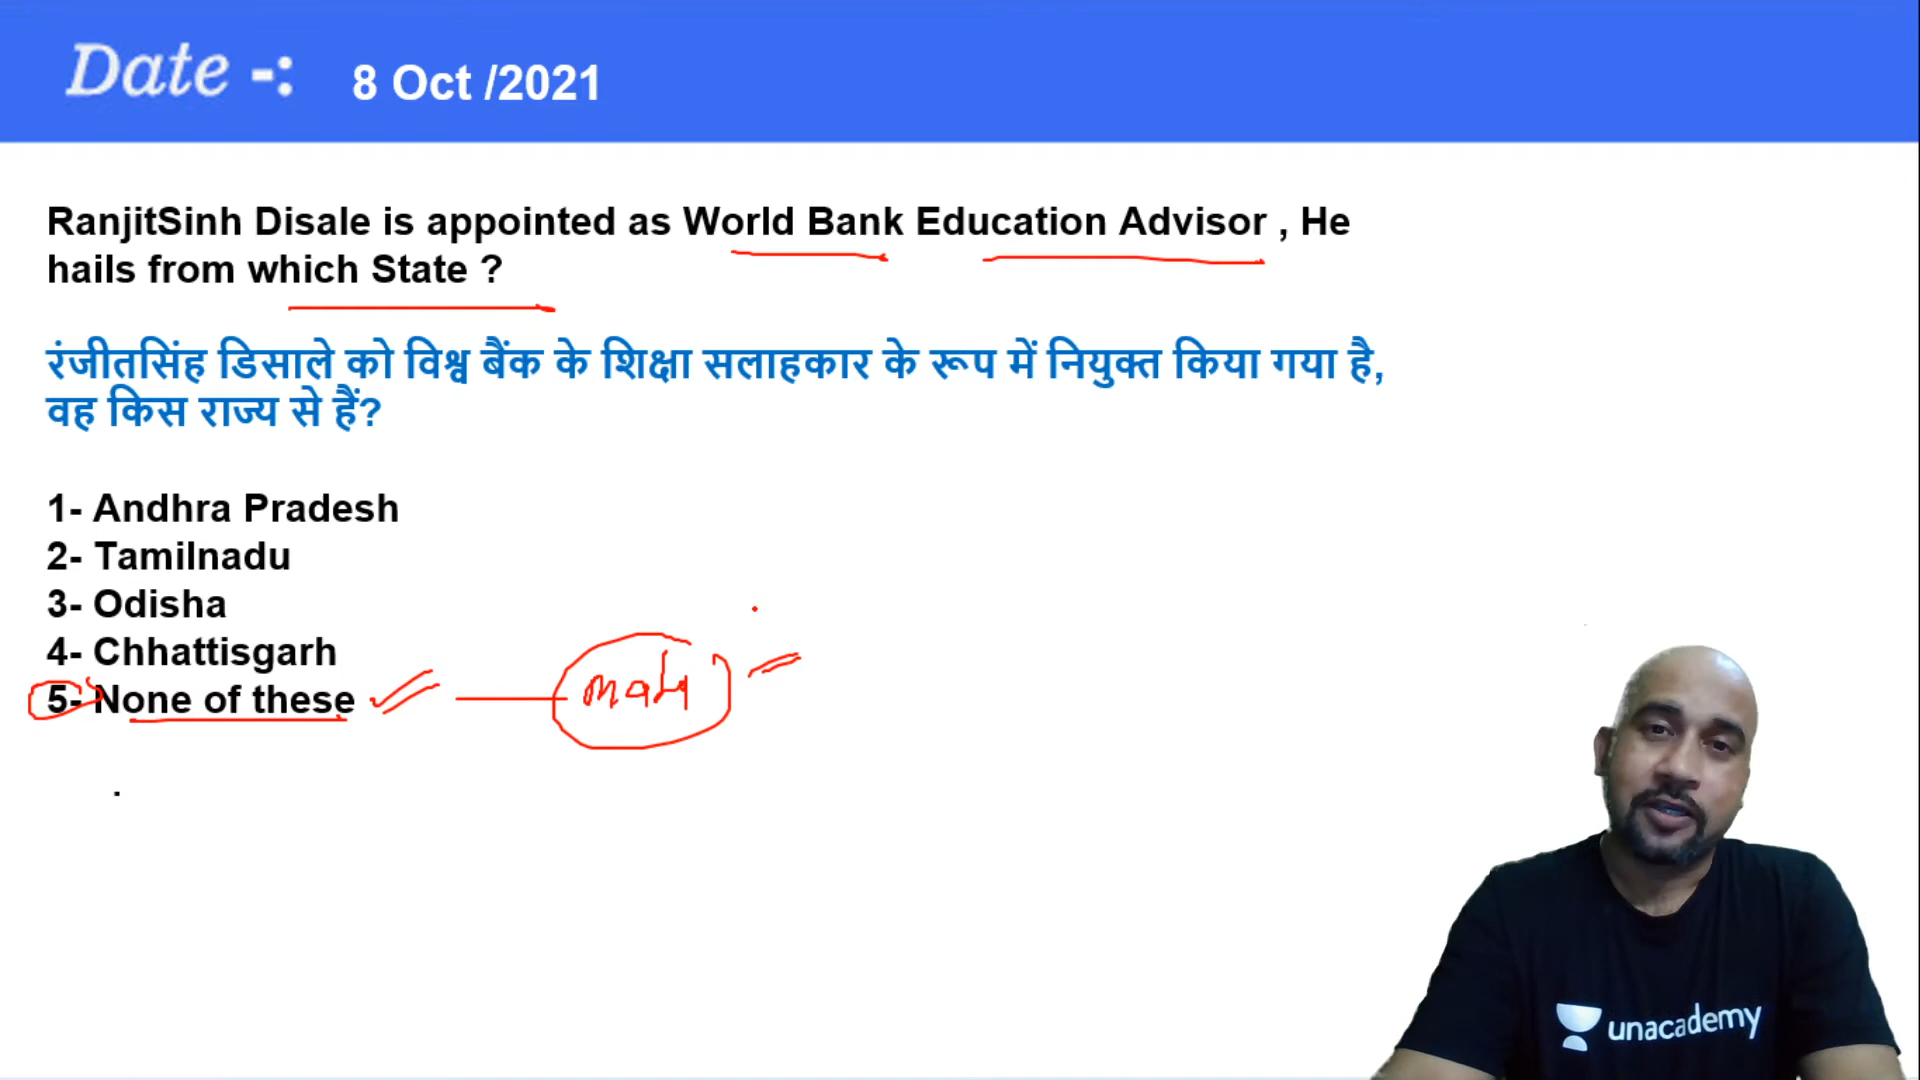 Date -: 8 Oct /2021
RanjitSinh Disale is appointed as World Bank Education Advisor , He
hails from which State ?
रंजीतसिंह डिसाले को विश्व बैंक के शिक्षा सलाहकार के रूप में नियुक्त किया गया है,
वह किस राज्य से हैं?
1- Andhra Pradesh
2- Tamilnadu
3- Odisha
4- Chhattisgarh
5- None of these
unacademy